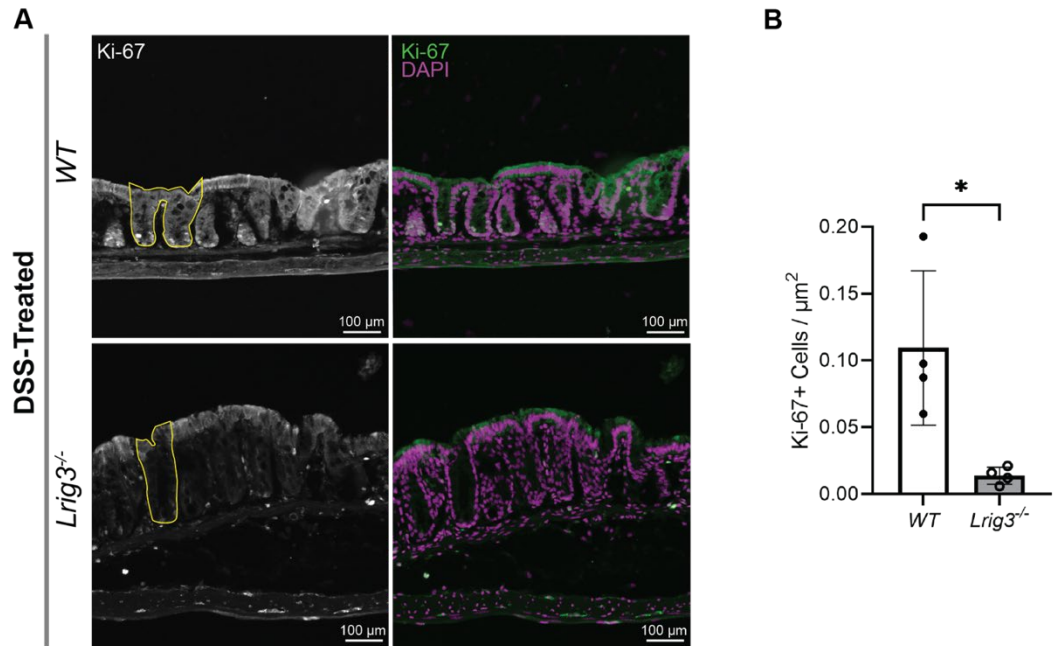 A
Ki-67
Ki-67
DAPI
DSS-Treated
WT
100 µm
100 µm
Lrig3-/-
100 µm
100 µm
B
*
0.20
0.15
0.10
0.05
0.00
Ki-67+ Cells / µm²
WT
Lrig3-/-